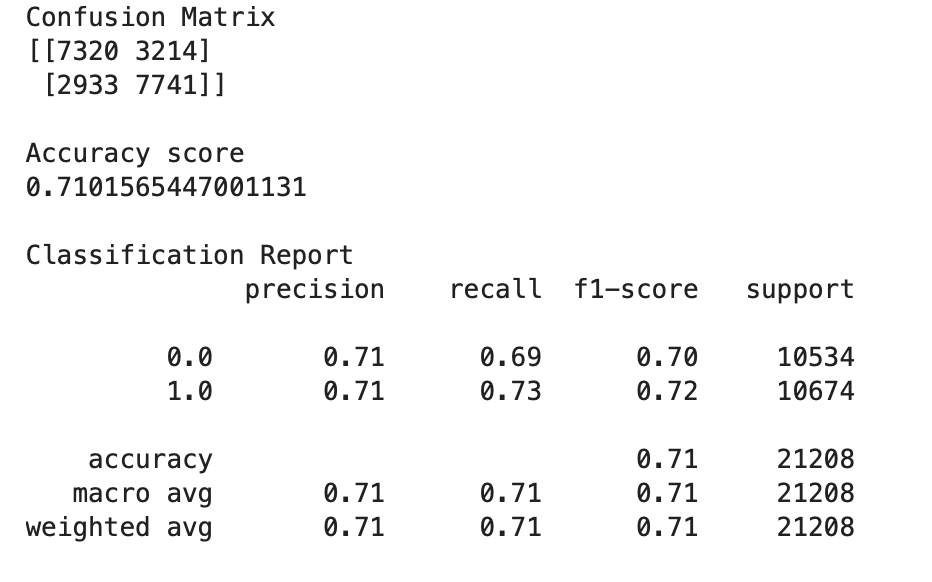 Confusion Matrix
[[7320 3214]
 [2933 7741]]
Accuracy score
0.7101565447001131
Classification Report
precision recall f1-score support
0.0 0.71 0.69 0.70 10534
1.0 0.71 0.73 0.72 10674
accuracy 0.71 21208
macro avg 0.71 0.71 0.71 21208
weighted avg 0.71 0.71 0.71 21208